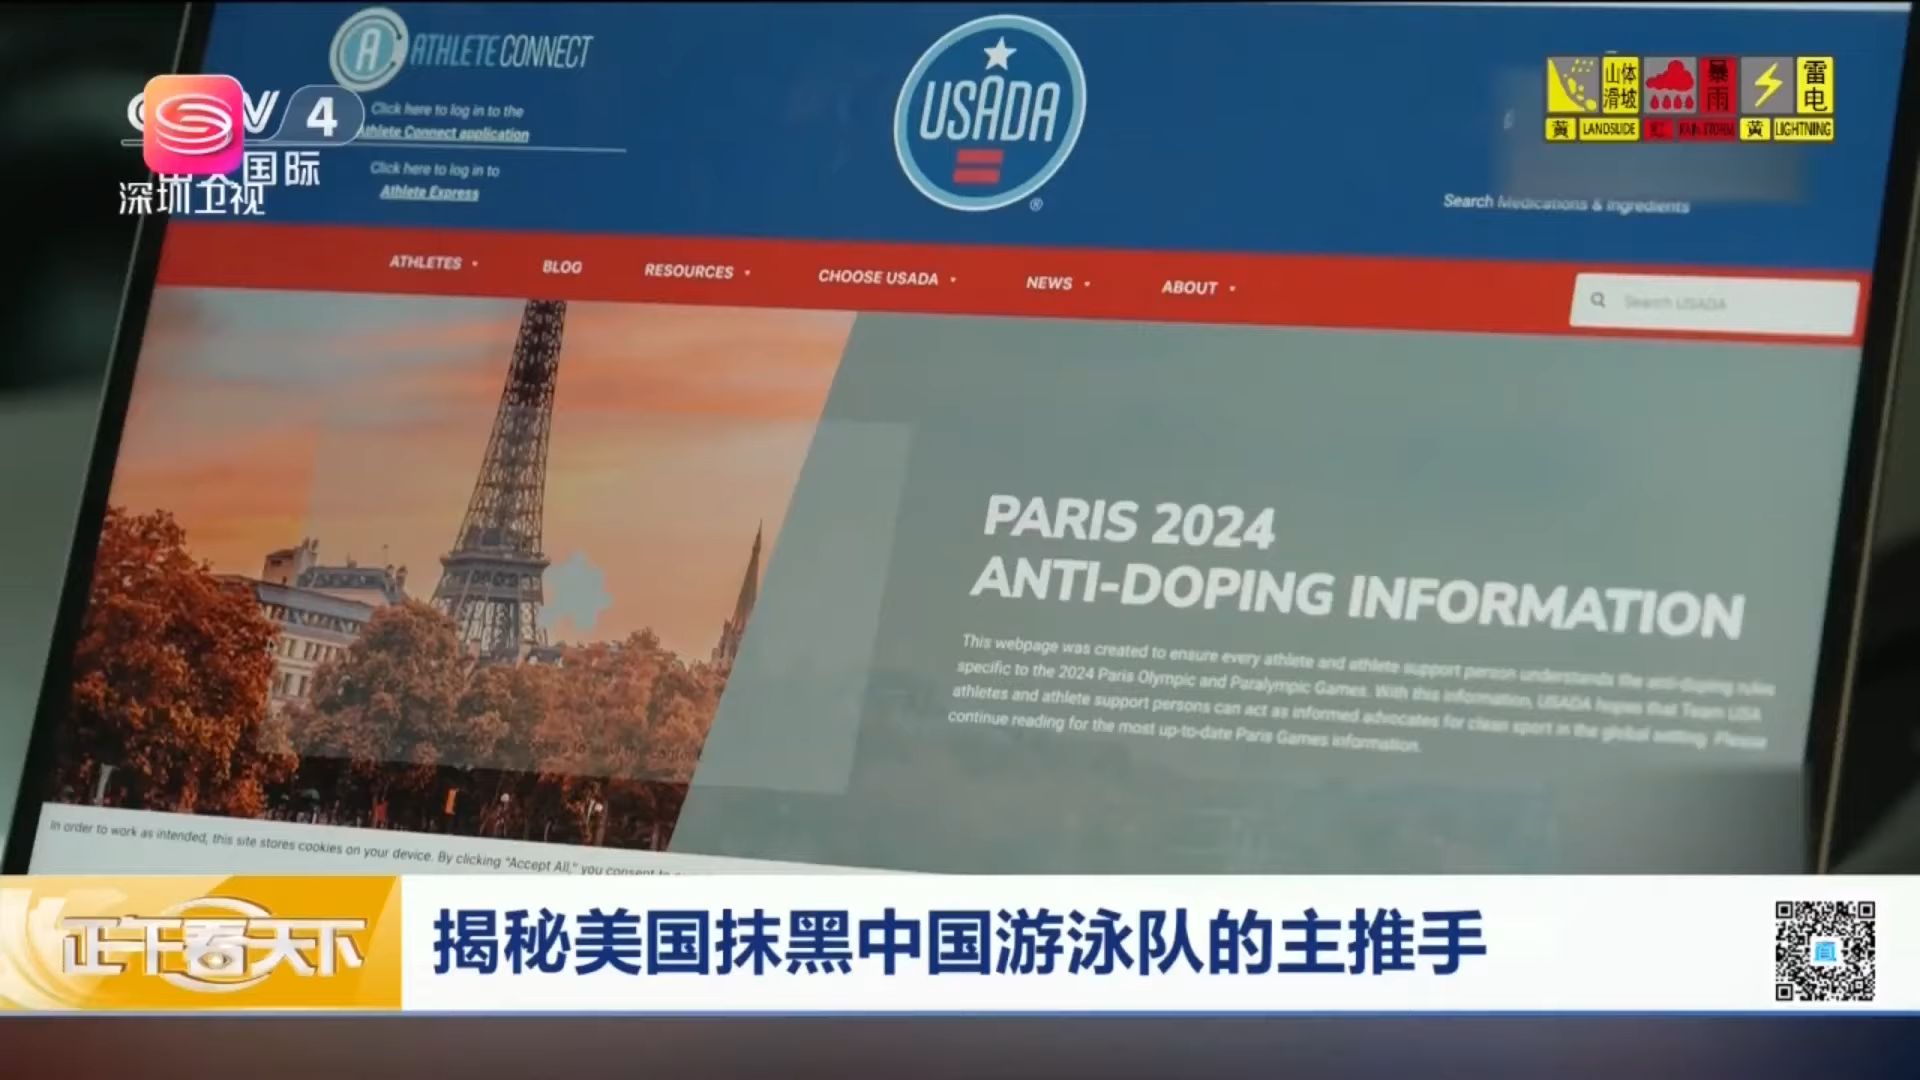 ATHLETECONNECT
Click here to log in to the
Athlete Connect application
Click here to log in to
Athlete Express
4
国际
深圳卫视
USADA
®
山体滑坡
暴雨
雷电
黄 LANDSLIDE
红 RAIN STORM
黄 LIGHTNING
Search Medications & Ingredients
ATHLETES
BLOG
RESOURCES
CHOOSE USADA
NEWS
ABOUT
Search USADA
PARIS 2024
ANTI-DOPING INFORMATION
This webpage was created to ensure every athlete and athlete support person understands the anti-doping rules
specific to the 2024 Paris Olympic and Paralympic Games. With this information, USADA hopes that Team USA
athletes and athlete support persons can act as informed advocates for clean sport in the global setting. Please
continue reading for the most up-to-date Paris Games information.
In order to work as intended, this site stores cookies on your device. By clicking "Accept All," you consent to
正午看天下
揭秘美国抹黑中国游泳队的主推手